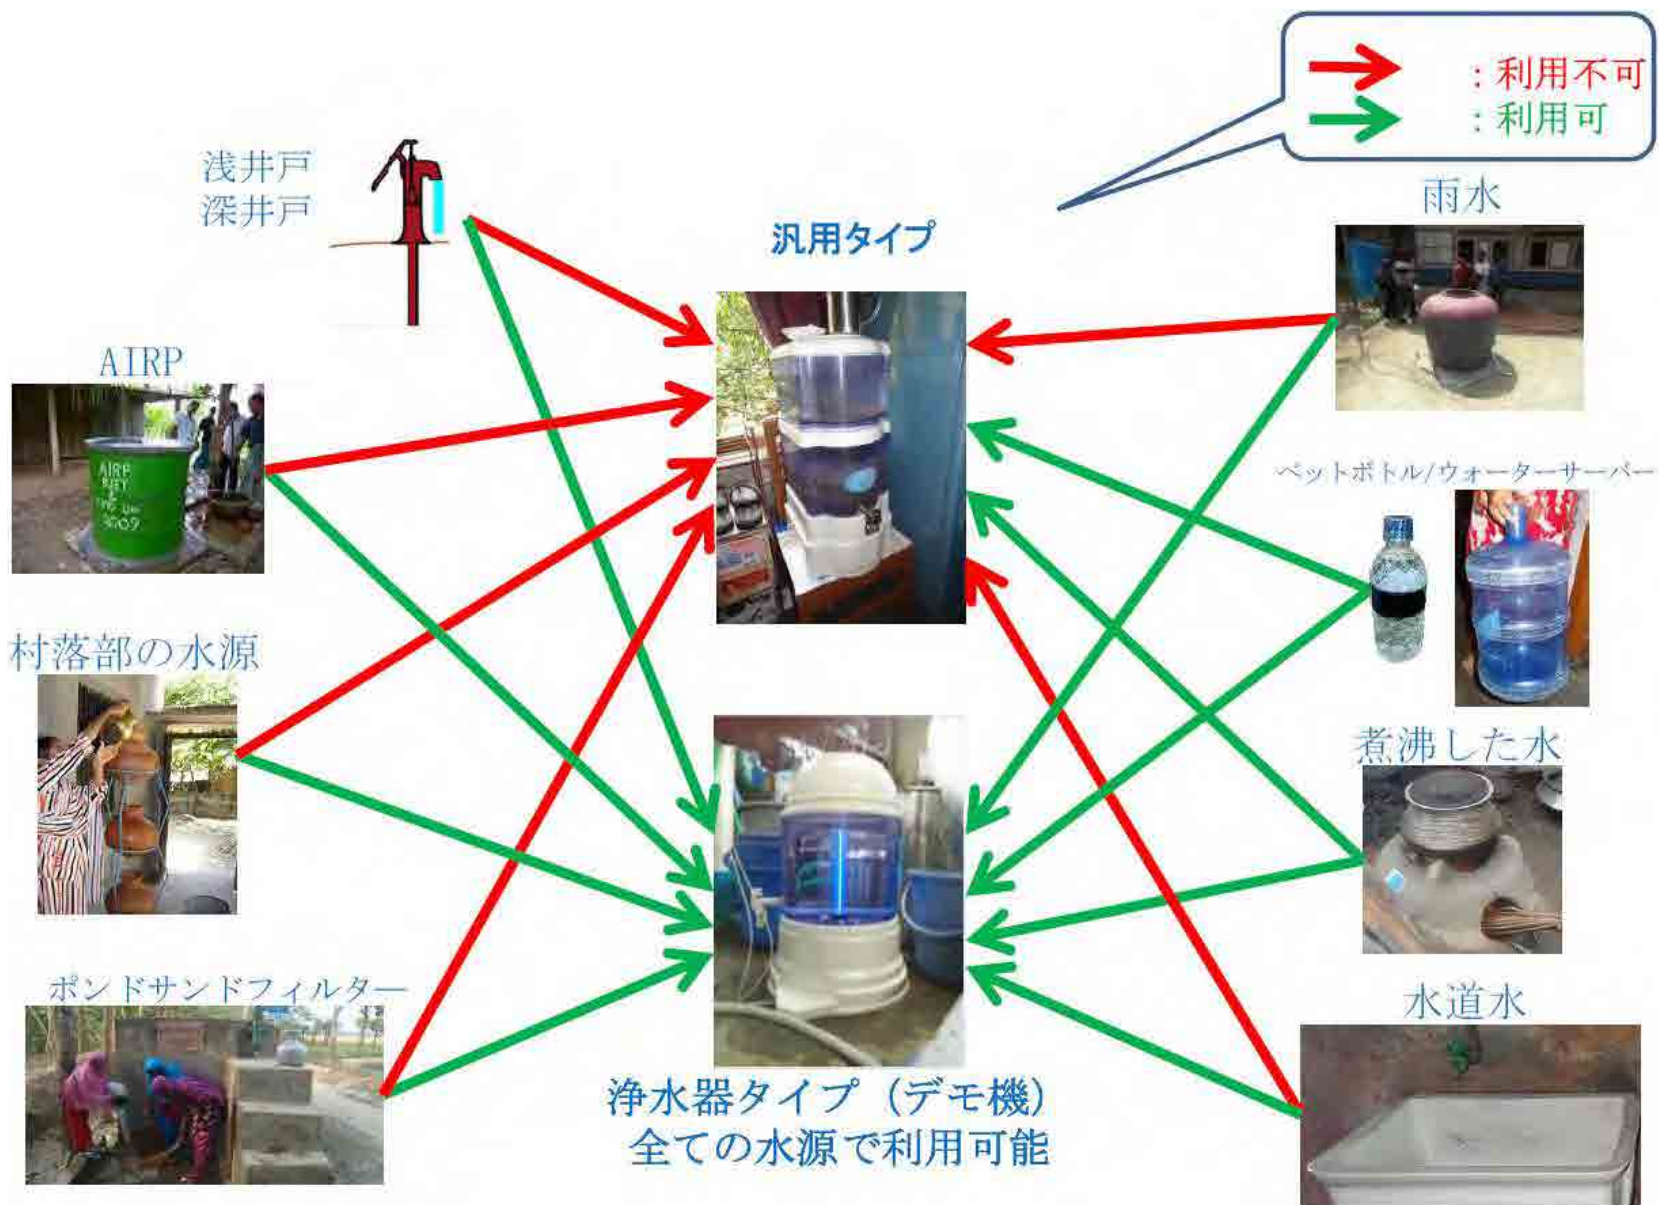 ：利用不可
：利用可
浅井戸
深井戸
汎用タイプ
雨水
AIRP
AIRP
2009
ペットボトル/ウォーターサーバー
村落部の水源
煮沸した水
ポンドサンドフィルター
水道水
浄水器タイプ（デモ機）
全ての水源で利用可能